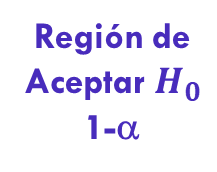 Región de
Aceptar H₀
1-α